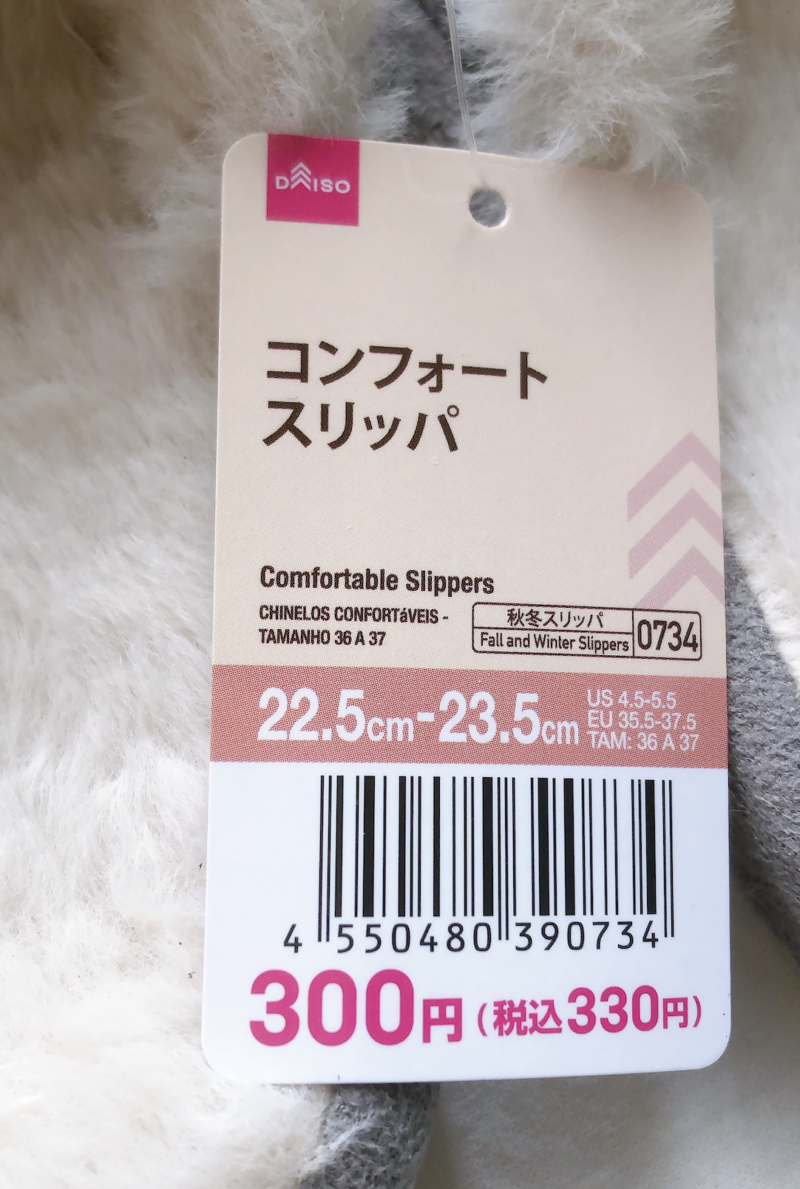 DAISO
コンフォート
スリッパ
Comfortable Slippers
CHINELOS CONFORTáVEIS -
TAMANHO 36 A 37
秋冬スリッパ
Fall and Winter Slippers
0734
22.5cm-23.5cm
US 4.5-5.5
EU 35.5-37.5
TAM: 36 A 37
4 550480 390734
300円(税込330円)